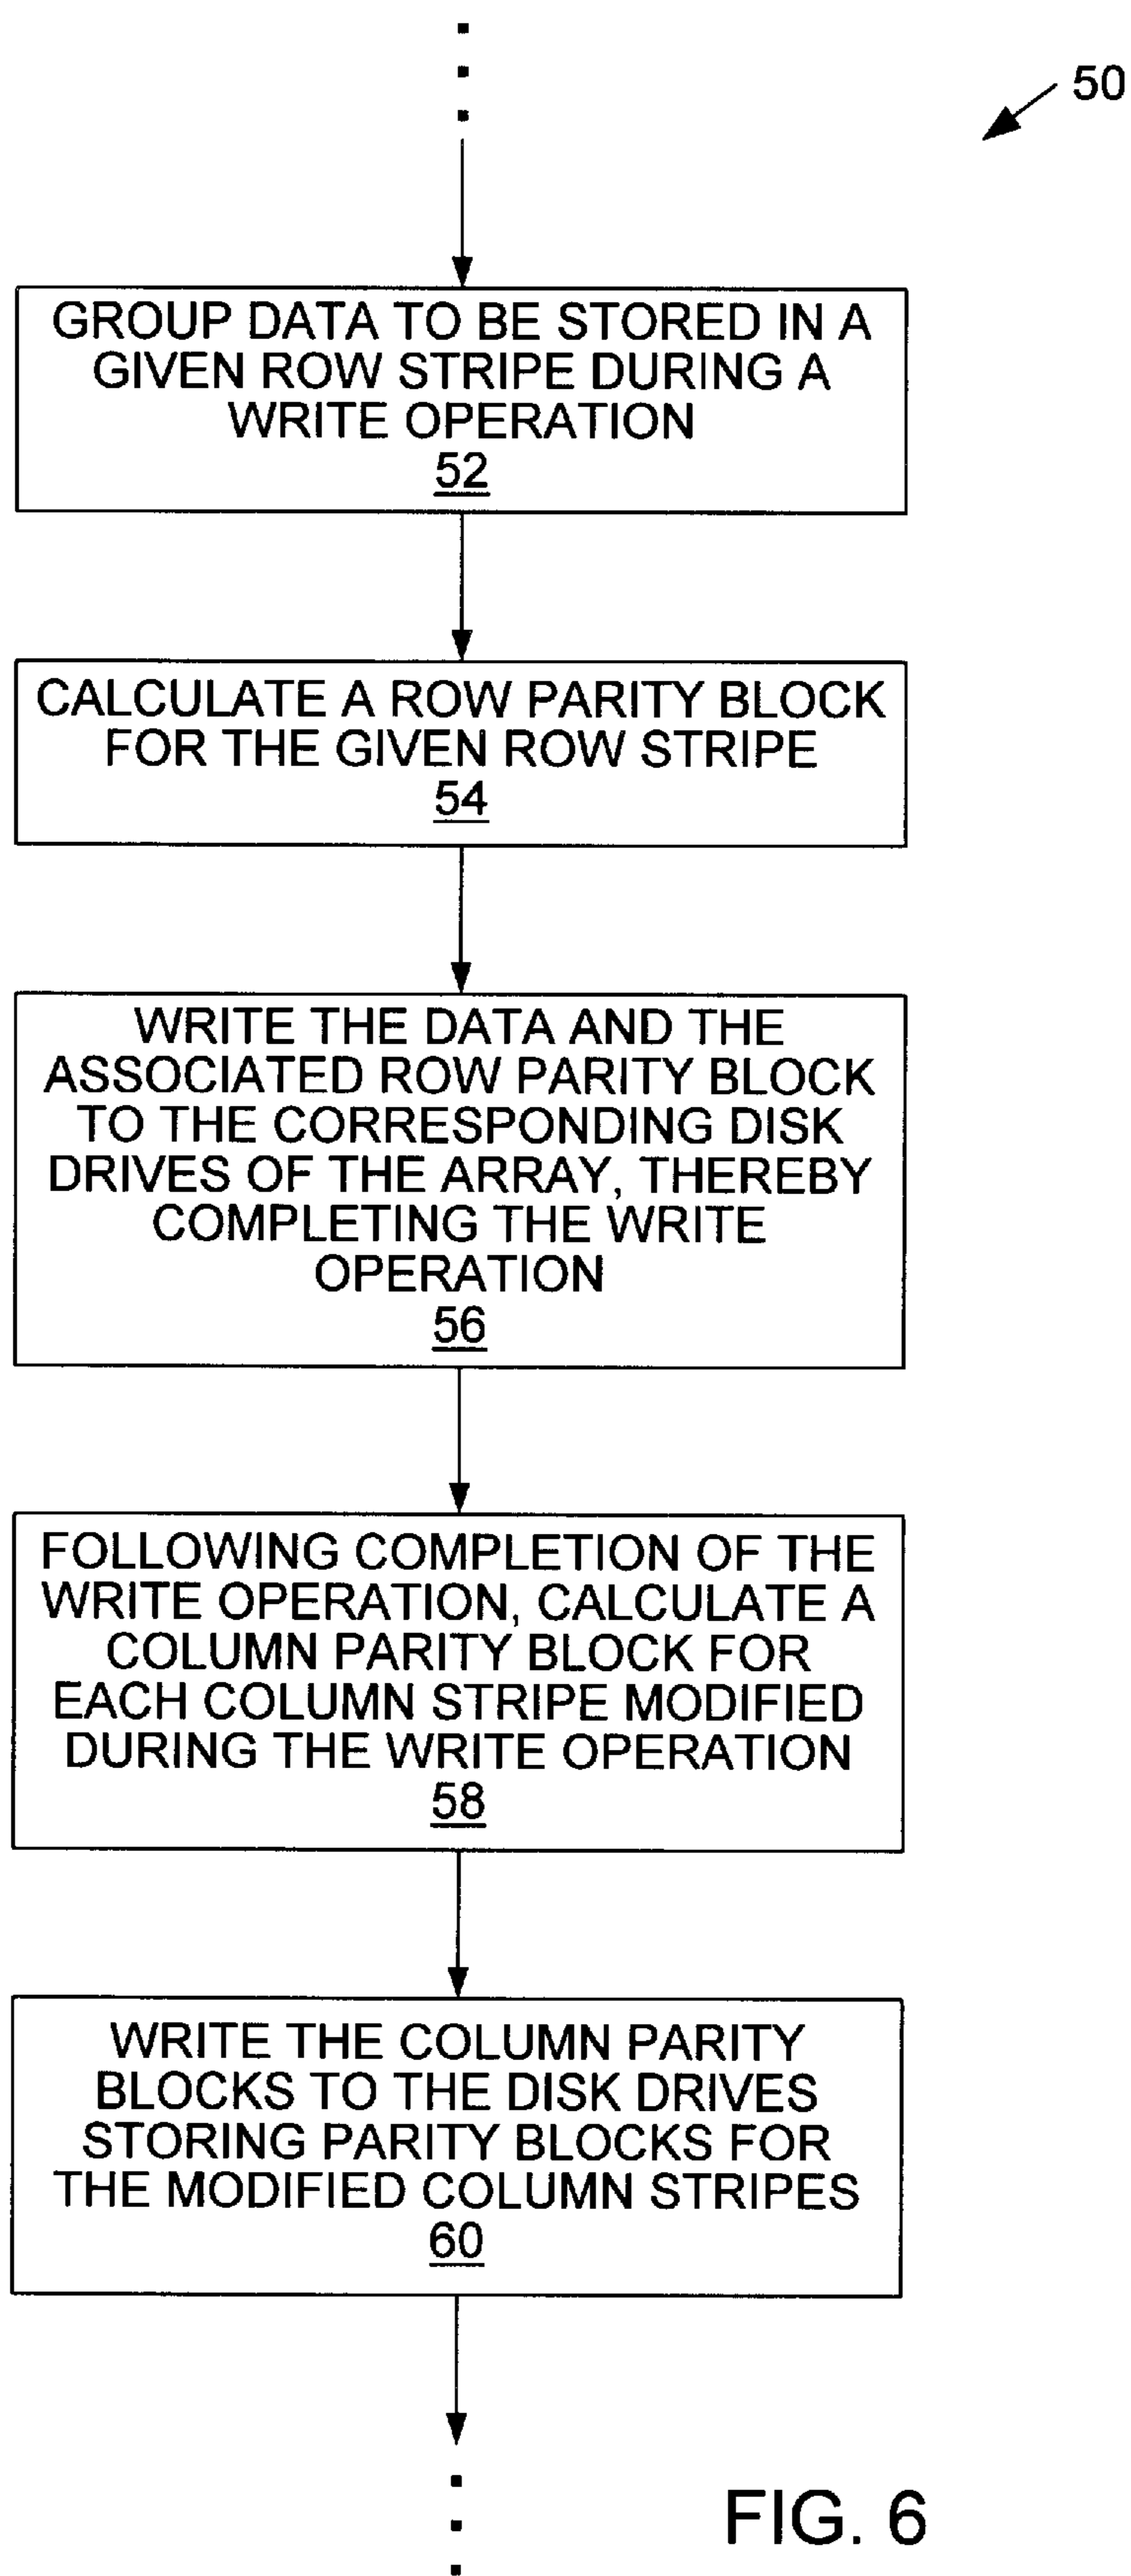 50
GROUP DATA TO BE STORED IN A
GIVEN ROW STRIPE DURING A
WRITE OPERATION
52
CALCULATE A ROW PARITY BLOCK
FOR THE GIVEN ROW STRIPE
54
WRITE THE DATA AND THE
ASSOCIATED ROW PARITY BLOCK
TO THE CORRESPONDING DISK
DRIVES OF THE ARRAY, THEREBY
COMPLETING THE WRITE
OPERATION
56
FOLLOWING COMPLETION OF THE
WRITE OPERATION, CALCULATE A
COLUMN PARITY BLOCK FOR
EACH COLUMN STRIPE MODIFIED
DURING THE WRITE OPERATION
58
WRITE THE COLUMN PARITY
BLOCKS TO THE DISK DRIVES
STORING PARITY BLOCKS FOR
THE MODIFIED COLUMN STRIPES
60
FIG. 6